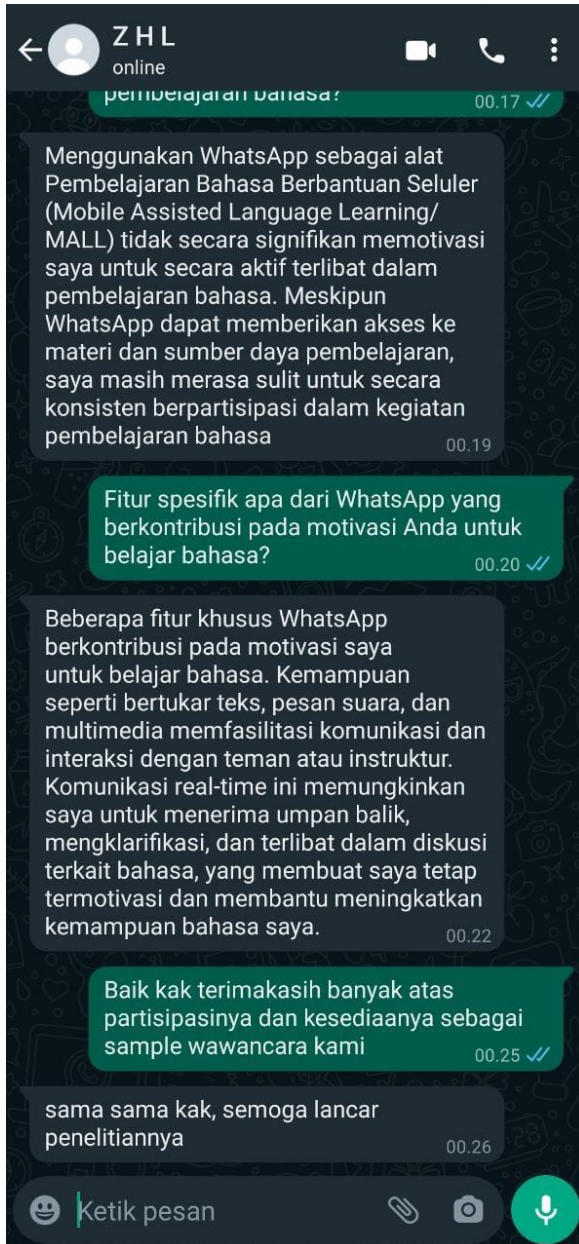 Z H L
online
pembelajaran bahasa?
00.17
Menggunakan WhatsApp sebagai alat
Pembelajaran Bahasa Berbantuan Seluler
(Mobile Assisted Language Learning/
MALL) tidak secara signifikan memotivasi
saya untuk secara aktif terlibat dalam
pembelajaran bahasa. Meskipun
WhatsApp dapat memberikan akses ke
materi dan sumber daya pembelajaran,
saya masih merasa sulit untuk secara
konsisten berpartisipasi dalam kegiatan
pembelajaran bahasa
00.19
Fitur spesifik apa dari WhatsApp yang
berkontribusi pada motivasi Anda untuk
belajar bahasa?
00.20
Beberapa fitur khusus WhatsApp
berkontribusi pada motivasi saya
untuk belajar bahasa. Kemampuan
seperti bertukar teks, pesan suara, dan
multimedia memfasilitasi komunikasi dan
interaksi dengan teman atau instruktur.
Komunikasi real-time ini memungkinkan
saya untuk menerima umpan balik,
mengklarifikasi, dan terlibat dalam diskusi
terkait bahasa, yang membuat saya tetap
termotivasi dan membantu meningkatkan
kemampuan bahasa saya.
00.22
Baik kak terimakasih banyak atas
partisipasinya dan kesediaanya sebagai
sample wawancara kami
00.25
sama sama kak, semoga lancar
penelitiannya
00.26
Ketik pesan